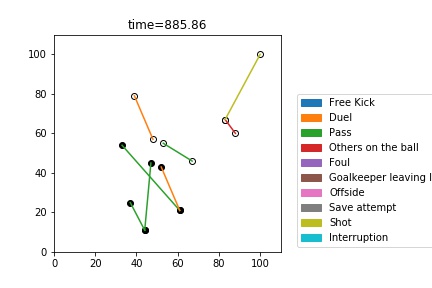 time=885.86
100
80
60
40
20
0
0 20 40 60 80 100
Free Kick
Duel
Pass
Others on the ball
Foul
Goalkeeper leaving l
Offside
Save attempt
Shot
Interruption